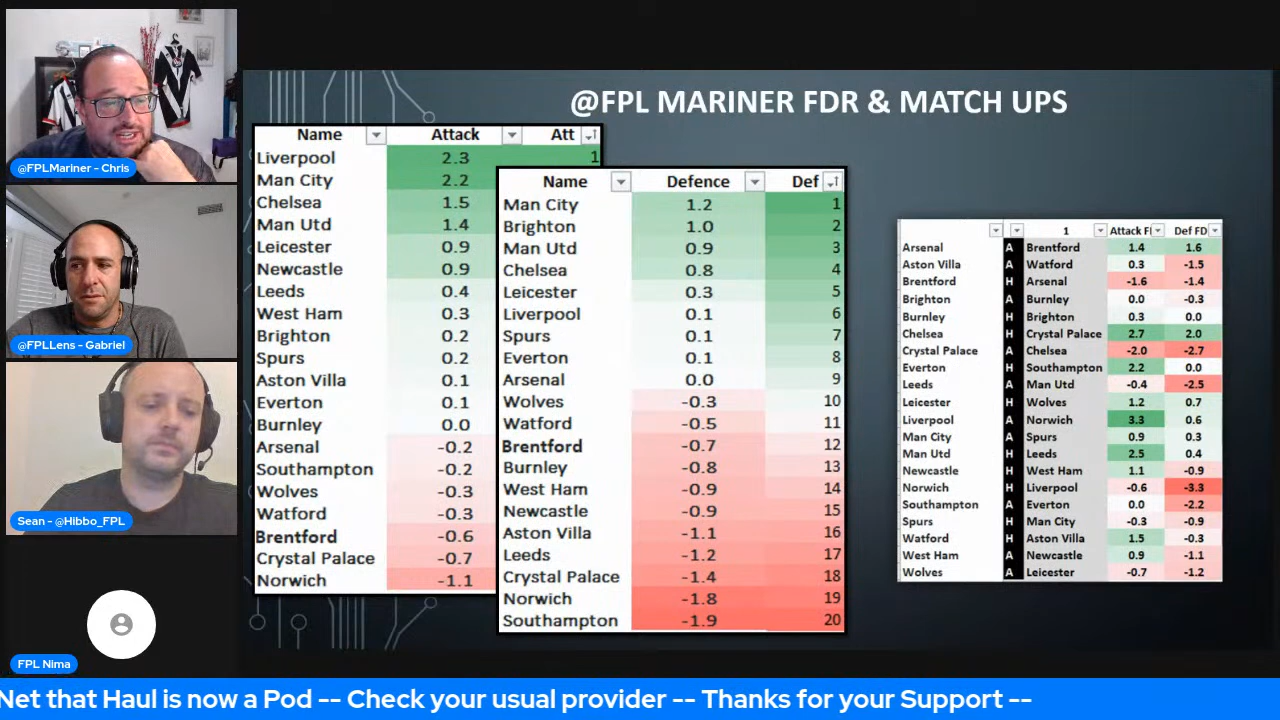 @FPLMariner - Chris
@FPLLens - Gabriel
Sean - @Hibbo_FPL
FPL Nima
@FPL MARINER FDR & MATCH UPS
Name Attack Att
Liverpool 2.3 1
Man City 2.2
Chelsea 1.5
Man Utd 1.4
Leicester 0.9
Newcastle 0.9
Leeds 0.4
West Ham 0.3
Brighton 0.2
Spurs 0.2
Aston Villa 0.1
Everton 0.1
Burnley 0.0
Arsenal -0.2
Southampton -0.2
Wolves -0.3
Watford -0.3
Brentford -0.6
Crystal Palace -0.7
Norwich -1.1
Name Defence Def
Man City 1.2 1
Brighton 1.0 2
Man Utd 0.9 3
Chelsea 0.8 4
Leicester 0.3 5
Liverpool 0.1 6
Spurs 0.1 7
Everton 0.1 8
Arsenal 0.0 9
Wolves -0.3 10
Watford -0.5 11
Brentford -0.7 12
Burnley -0.8 13
West Ham -0.9 14
Newcastle -0.9 15
Aston Villa -1.1 16
Leeds -1.2 17
Crystal Palace -1.4 18
Norwich -1.8 19
Southampton -1.9 20
1 Attack F Def FD
Arsenal A Brentford 1.4 1.6
Aston Villa A Watford 0.3 -1.5
Brentford H Arsenal -1.6 -1.4
Brighton A Burnley 0.0 -0.3
Burnley H Brighton 0.3 0.0
Chelsea H Crystal Palace 2.7 2.0
Crystal Palace A Chelsea -2.0 -2.7
Everton H Southampton 2.2 0.0
Leeds A Man Utd -0.4 -2.5
Leicester H Wolves 1.2 0.7
Liverpool A Norwich 3.3 0.6
Man City A Spurs 0.9 0.3
Man Utd H Leeds 2.5 0.4
Newcastle H West Ham 1.1 -0.9
Norwich H Liverpool -0.6 -3.3
Southampton A Everton 0.0 -2.2
Spurs H Man City -0.3 -0.9
Watford H Aston Villa 1.5 -0.3
West Ham A Newcastle 0.9 -1.1
Wolves A Leicester -0.7 -1.2
Net that Haul is now a Pod -- Check your usual provider -- Thanks for your Support --